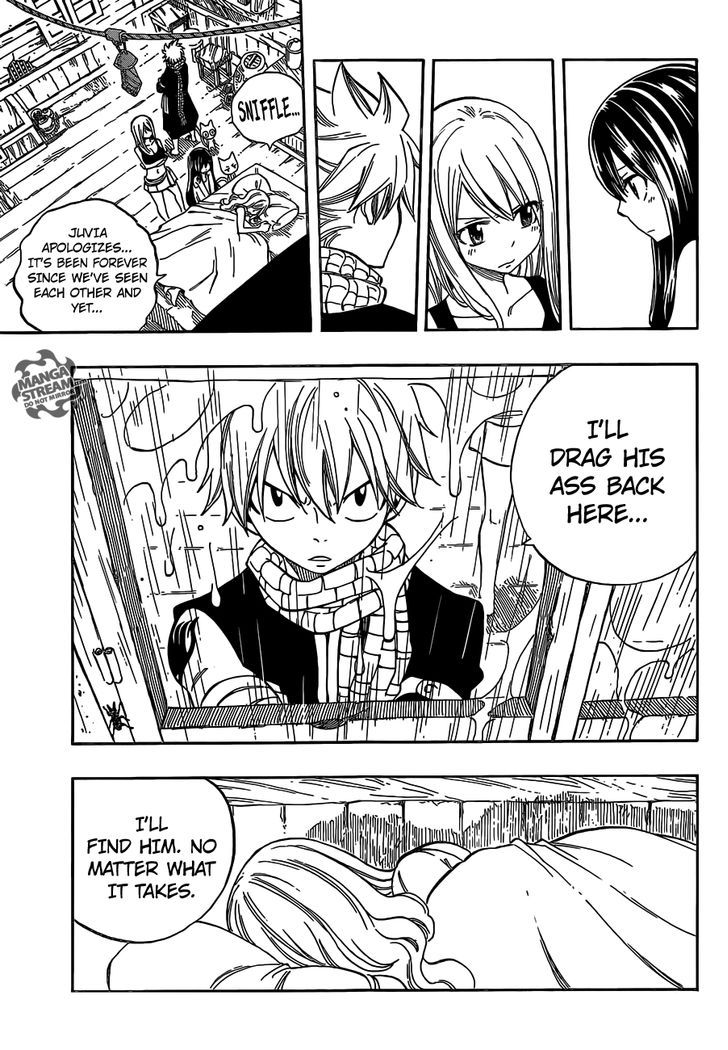 SNIFFLE...
JUVIA
APOLOGIZES...
IT'S BEEN FOREVER
SINCE WE'VE SEEN
EACH OTHER AND
YET...
MANGA
STREAM
DO NOT MIRROR
I'LL
DRAG HIS
ASS BACK
HERE...
I'LL
FIND HIM. NO
MATTER WHAT
IT TAKES.